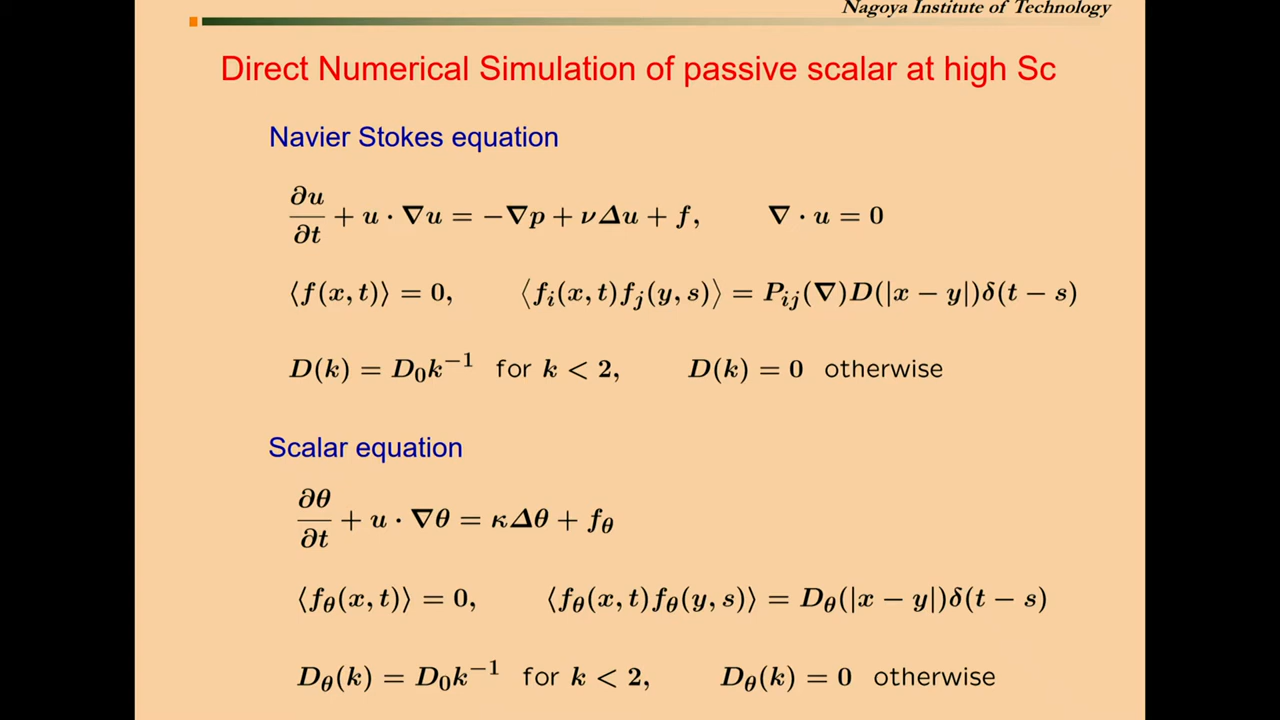 Nagoya Institute of Technology
Direct Numerical Simulation of passive scalar at high Sc
Navier Stokes equation
∂u/∂t + u · ∇u = −∇p + νΔu + f, ∇ · u = 0
⟨f(x, t)⟩ = 0, ⟨f_i(x, t)f_j(y, s)⟩ = P_ij(∇)D(|x − y|)δ(t − s)
D(k) = D₀k⁻¹ for k < 2, D(k) = 0 otherwise
Scalar equation
∂θ/∂t + u · ∇θ = κΔθ + f_θ
⟨f_θ(x, t)⟩ = 0, ⟨f_θ(x, t)f_θ(y, s)⟩ = D_θ(|x − y|)δ(t − s)
D_θ(k) = D₀k⁻¹ for k < 2, D_θ(k) = 0 otherwise